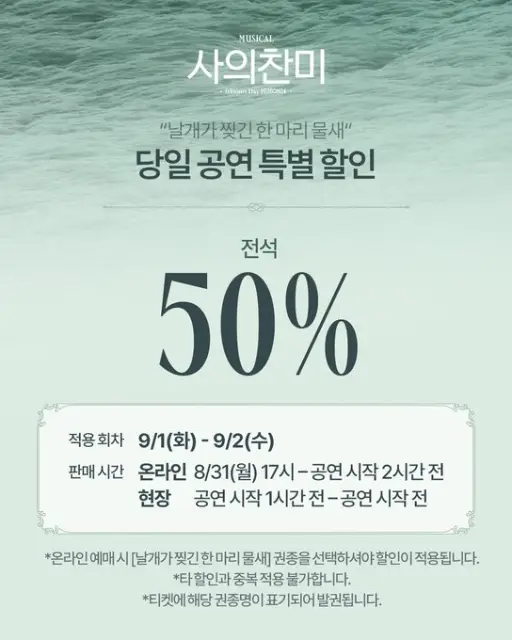 MUSICAL
사의찬미
“날개가 찢긴 한 마리 물새“
당일 공연 특별 할인
전석
50%
적용 회차 9/1(화) - 9/2(수)
판매 시간 온라인 8/31(월) 17시 – 공연 시작 2시간 전
현장 공연 시작 1시간 전 – 공연 시작 전
*온라인 예매 시 [날개가 찢긴 한 마리 물새] 권종을 선택하셔야 할인이 적용됩니다.
*타 할인과 중복 적용 불가합니다.
*티켓에 해당 권종명이 표기되어 발권됩니다.